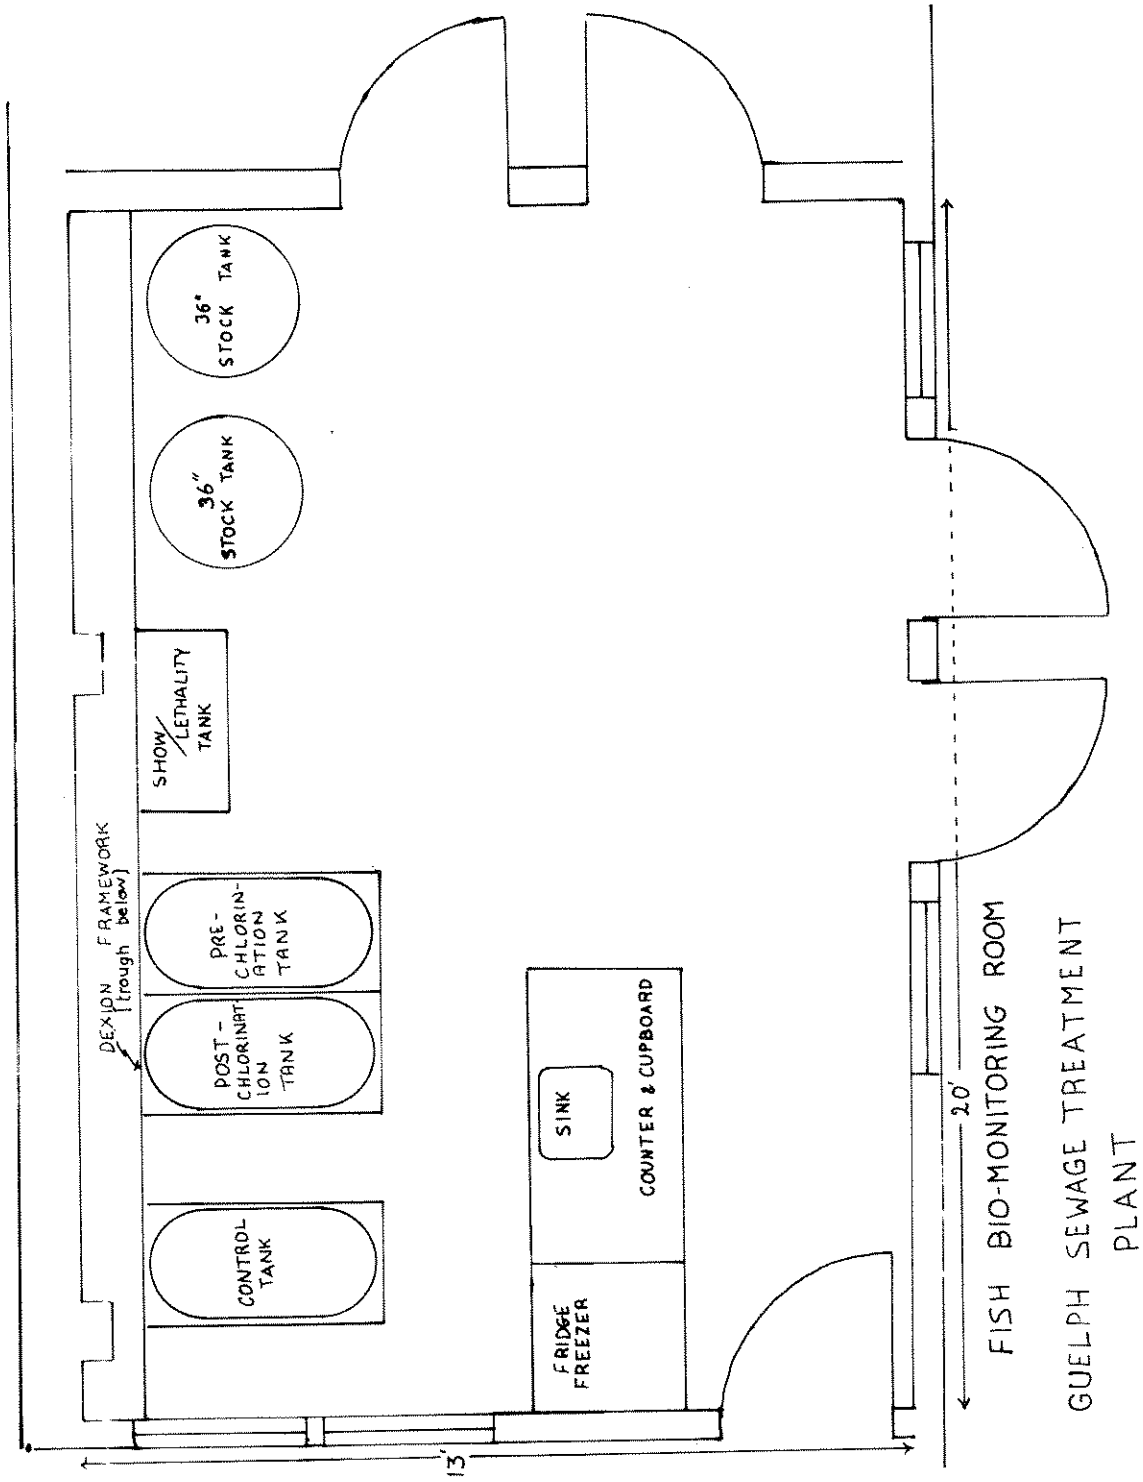 DEXION FRAMEWORK
(trough below)
CONTROL
TANK
POST-
CHLORINAT-
ION
TANK
PRE-
CHLORIN-
ATION
TANK
SHOW/
LETHALITY
TANK
36"
STOCK TANK
36"
STOCK TANK
FRIDGE
FREEZER
SINK
COUNTER & CUPBOARD
13'
20'
FISH BIO-MONITORING ROOM
GUELPH SEWAGE TREATMENT
PLANT